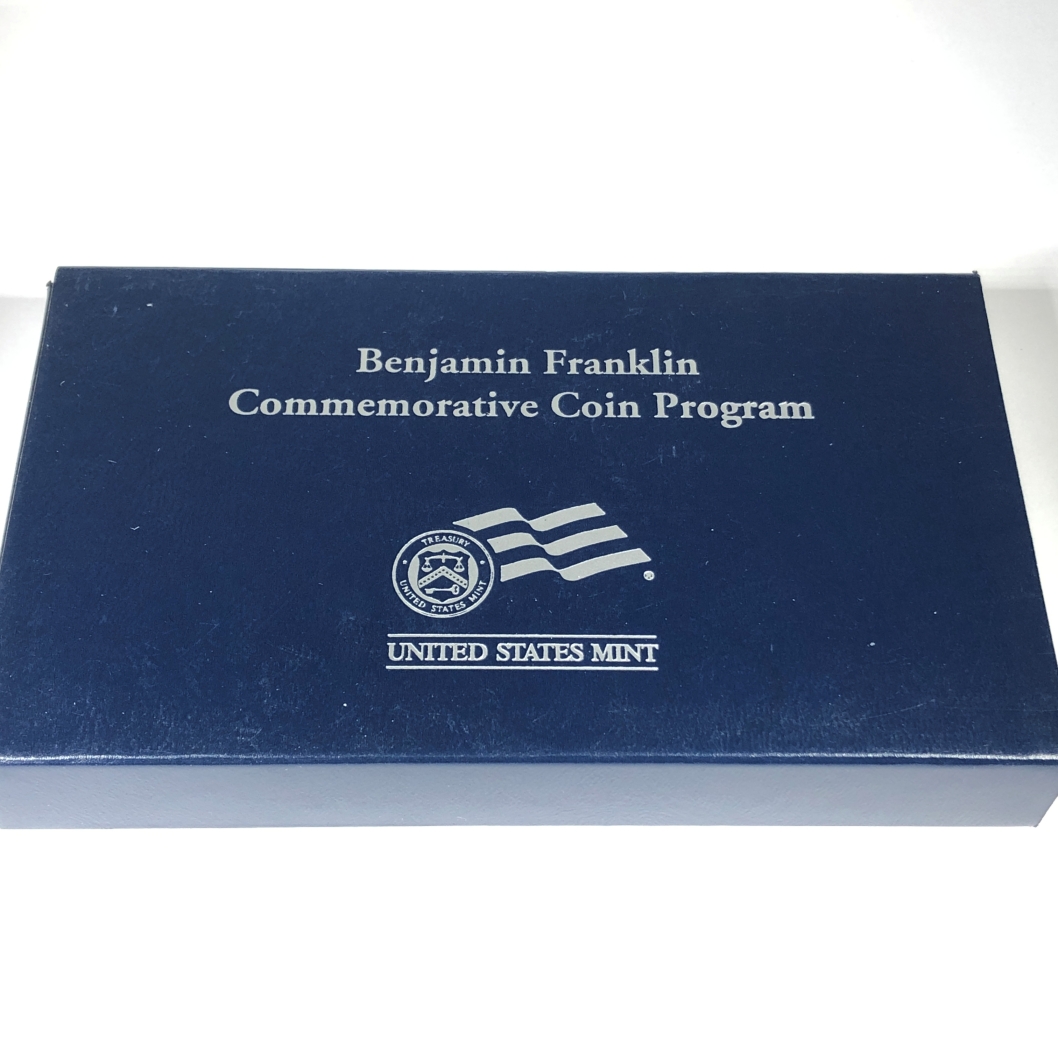 Benjamin Franklin
Commemorative Coin Program
TREASURY
UNITED STATES MINT
®
UNITED STATES MINT